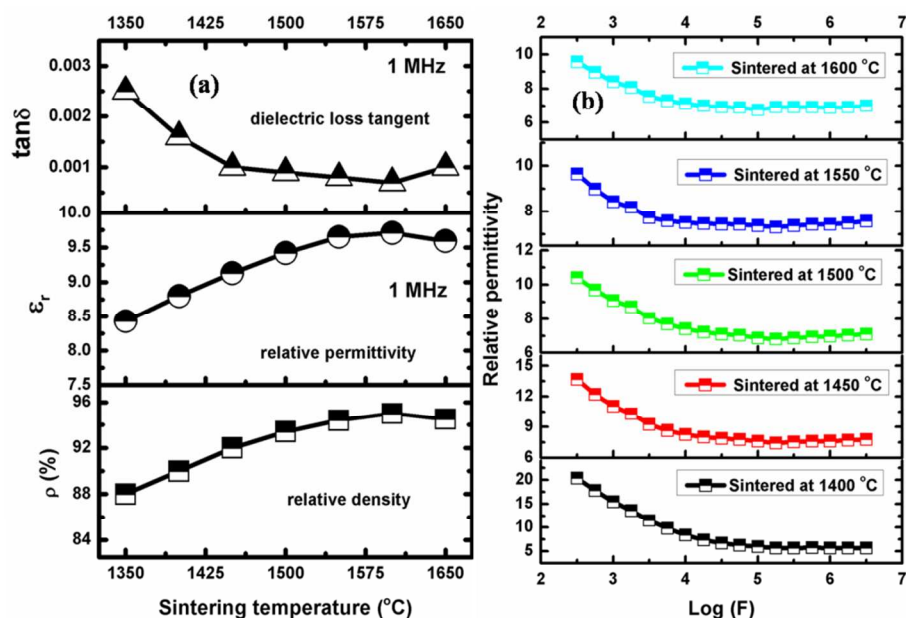 1350 1425 1500 1575 1650
0.003
0.002
0.001
tanδ
(a)
1 MHz
dielectric loss tangent
10.0
9.5
9.0
8.5
8.0
7.5
εr
1 MHz
relative permittivity
96
92
88
84
ρ (%)
relative density
1350 1425 1500 1575 1650
Sintering temperature (°C)
2 3 4 5 6 7
10
8
6
(b)
Sintered at 1600 °C
10
8
Sintered at 1550 °C
12
10
8
6
Sintered at 1500 °C
15
12
9
6
Sintered at 1450 °C
20
15
10
5
Sintered at 1400 °C
Relative permittivity
2 3 4 5 6 7
Log (F)